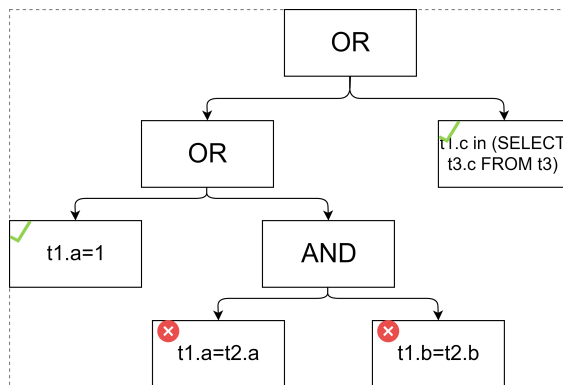 OR
OR
t1.c in (SELECT
t3.c FROM t3)
t1.a=1
AND
t1.a=t2.a
t1.b=t2.b